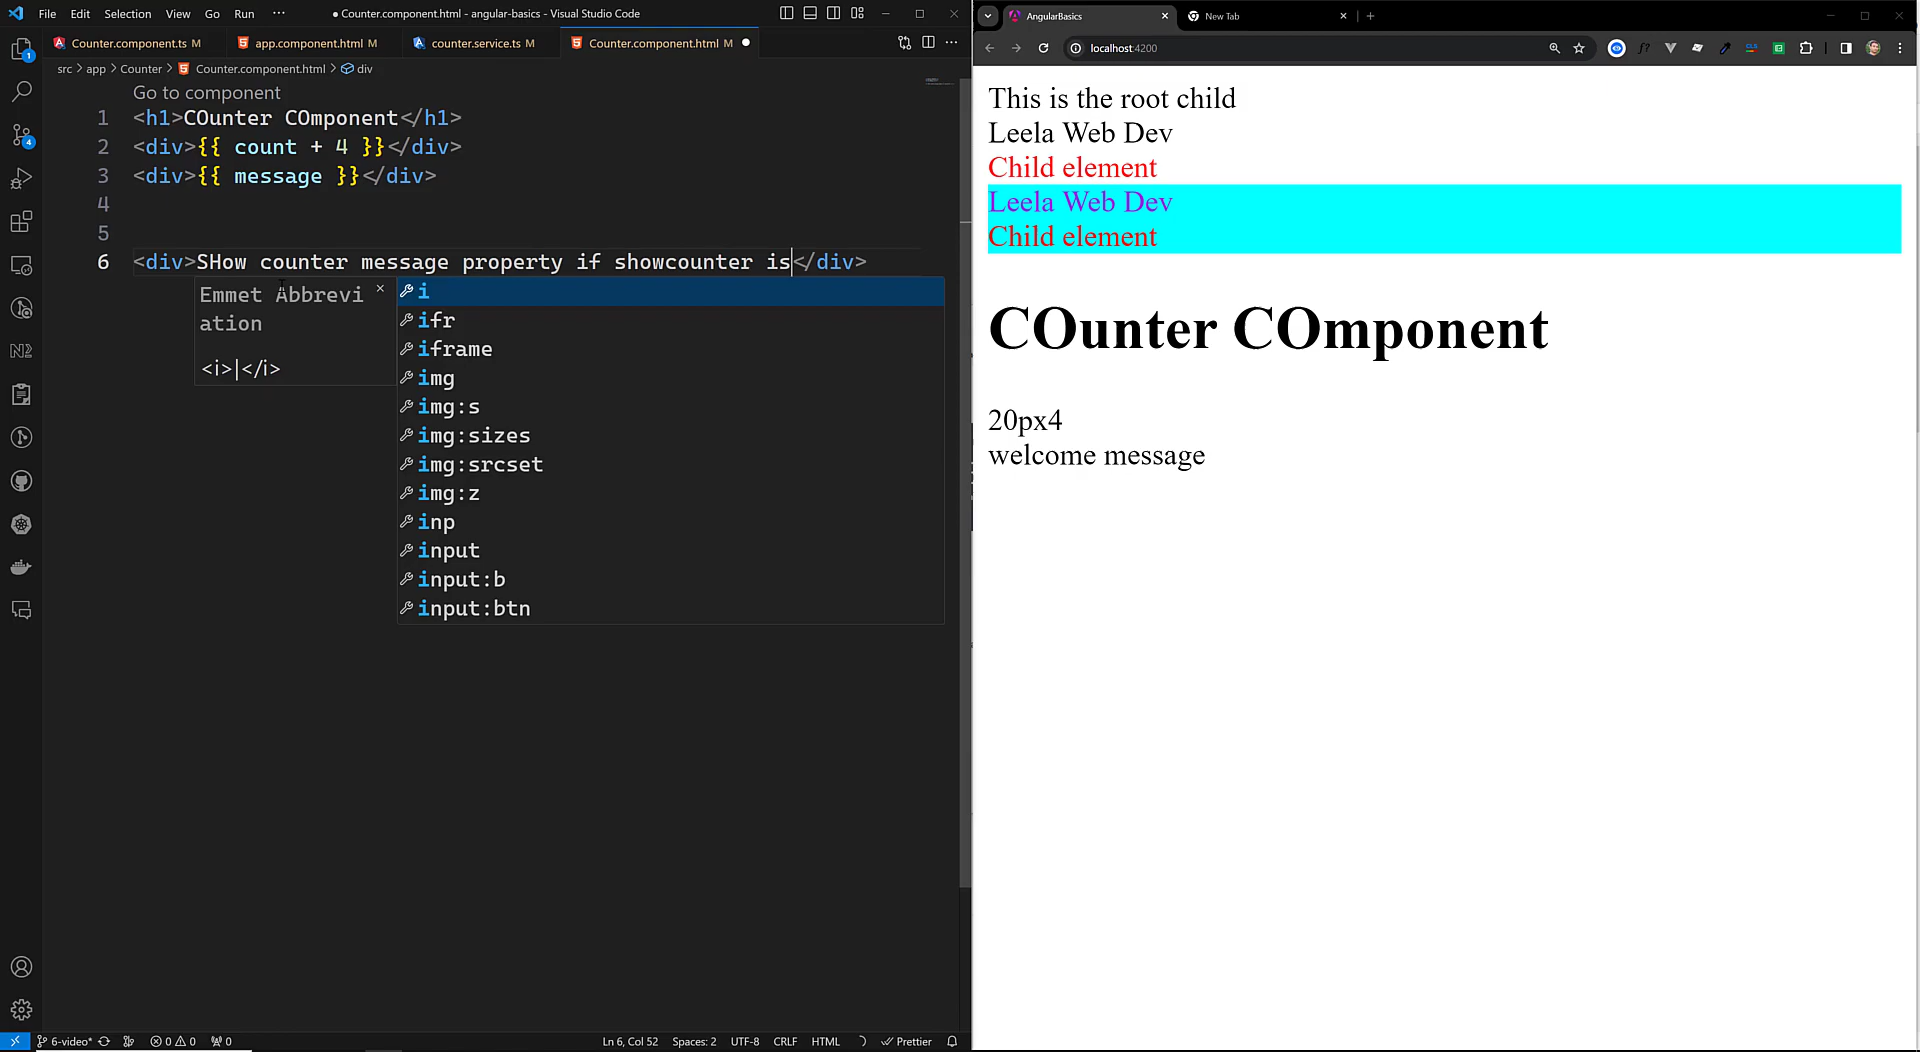 File Edit Selection View Go Run ···
● Counter.component.html - angular-basics - Visual Studio Code
Counter.component.ts M
app.component.html M
counter.service.ts M
Counter.component.html M
src > app > Counter > Counter.component.html > div
Go to component
1 <h1>COunter COmponent</h1>
2 <div>{{ count + 4 }}</div>
3 <div>{{ message }}</div>
4
5
6 <div>SHow counter message property if showcounter is</div>
Emmet Abbrevi
ation
<i>|</i>
i
ifr
iframe
img
img:s
img:sizes
img:srcset
img:z
inp
input
input:b
input:btn
1
4
N2
6-video*
0 0
0
Ln 6, Col 52
Spaces: 2
UTF-8
CRLF
HTML
Prettier
AngularBasics
New Tab
localhost:4200
f?
This is the root child
Leela Web Dev
Child element
Leela Web Dev
Child element
COunter COmponent
20px4
welcome message